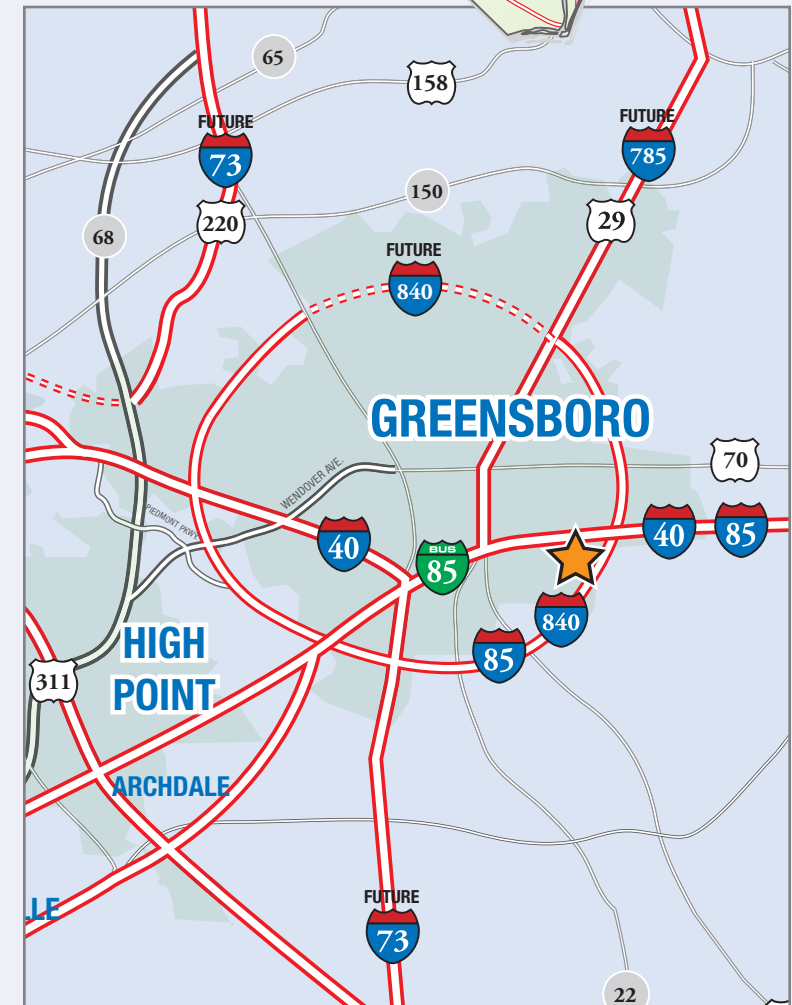 65
158
FUTURE
73
FUTURE
785
150
220
29
68
FUTURE
840
GREENSBORO
70
WENDOVER AVE.
PIEDMONT PKWY
40
BUS
85
40
85
840
85
HIGH
POINT
311
ARCHDALE
LLE
FUTURE
73
22